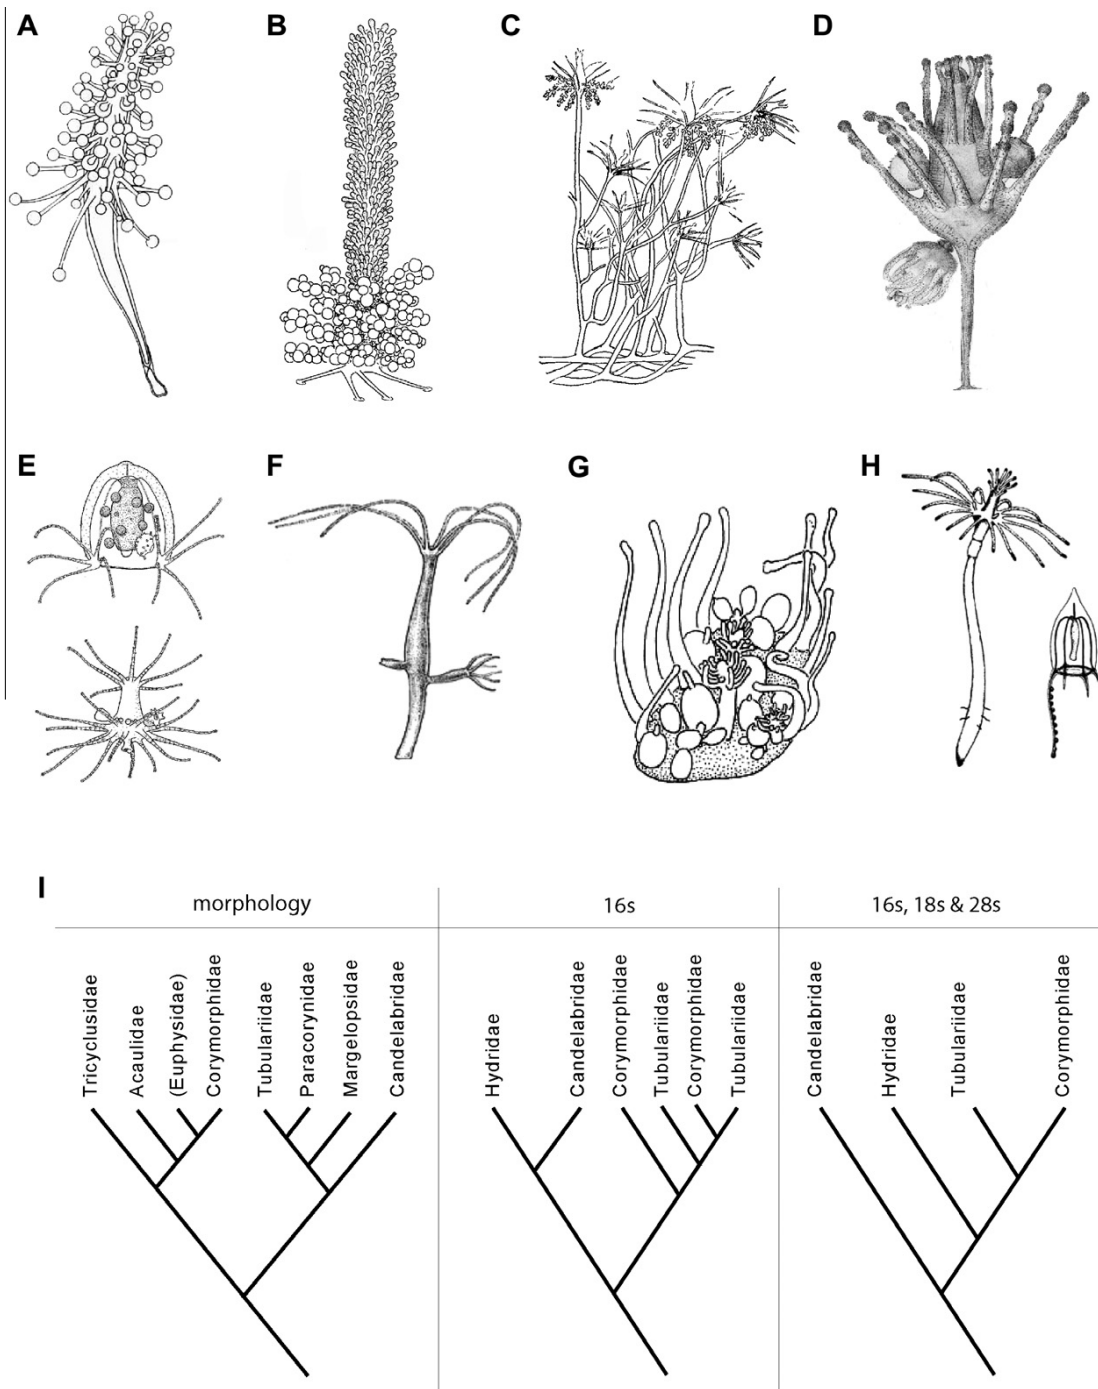 A
B
C
D
E
F
G
H
I
morphology
16s
16s, 18s & 28s
Tricyclusidae
Acaulidae
(Euphysidae)
Corymorphidae
Tubulariidae
Paracorynidae
Margelopsidae
Candelabridae
Hydridae
Candelabridae
Corymorphidae
Tubulariidae
Corymorphidae
Tubulariidae
Candelabridae
Hydridae
Tubulariidae
Corymorphidae